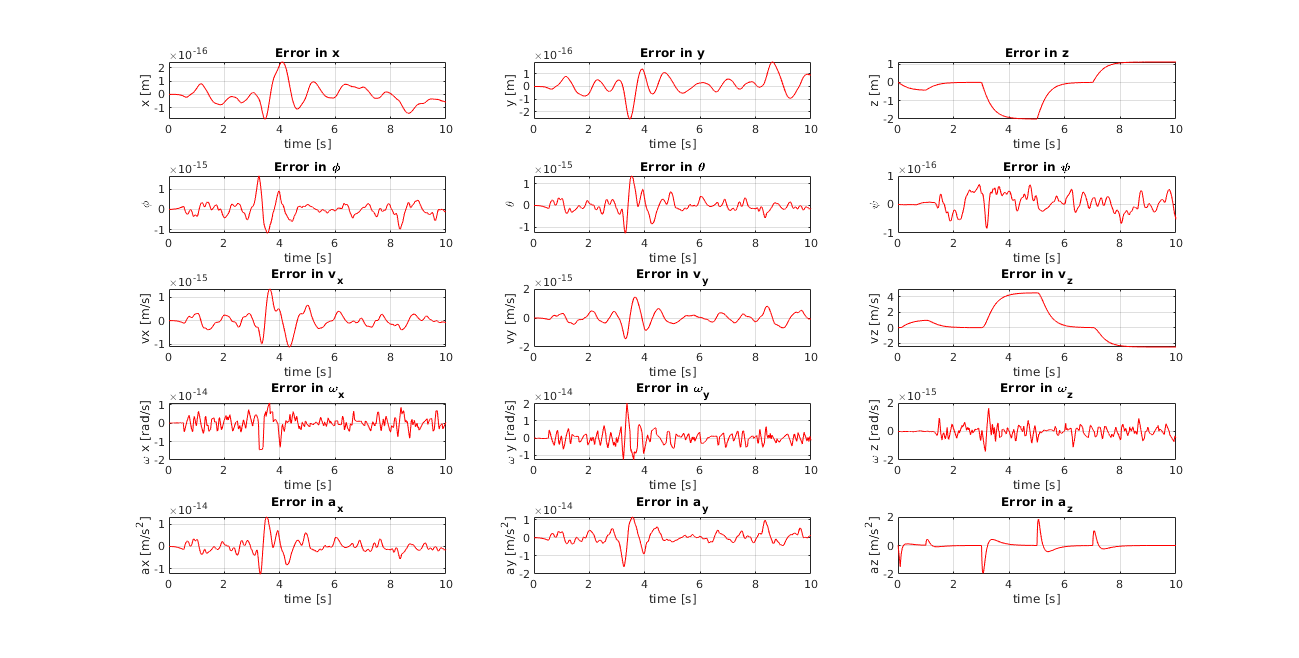 Error in x
×10-16
x [m]
2
1
0
-1
0 2 4 6 8 10
time [s]
Error in y
×10-16
y [m]
1
0
-1
-2
0 2 4 6 8 10
time [s]
Error in z
z [m]
1
0
-1
-2
0 2 4 6 8 10
time [s]
Error in ϕ
×10-15
ϕ
1
0
-1
0 2 4 6 8 10
time [s]
Error in θ
×10-15
θ
1
0
-1
0 2 4 6 8 10
time [s]
Error in ψ
×10-16
ψ
1
0
-1
0 2 4 6 8 10
time [s]
Error in vx
×10-15
vx [m/s]
1
0
-1
0 2 4 6 8 10
time [s]
Error in vy
×10-15
vy [m/s]
2
0
-2
0 2 4 6 8 10
time [s]
Error in vz
vz [m/s]
4
2
0
-2
0 2 4 6 8 10
time [s]
Error in ωx
×10-14
ω x [rad/s]
1
0
-1
-2
0 2 4 6 8 10
time [s]
Error in ωy
×10-14
ω y [rad/s]
2
1
0
-1
0 2 4 6 8 10
time [s]
Error in ωz
×10-15
ω z [rad/s]
2
0
-2
0 2 4 6 8 10
time [s]
Error in ax
×10-14
ax [m/s2]
1
0
-1
0 2 4 6 8 10
time [s]
Error in ay
×10-14
ay [m/s2]
1
0
-1
-2
0 2 4 6 8 10
time [s]
Error in az
az [m/s2]
2
0
-2
0 2 4 6 8 10
time [s]